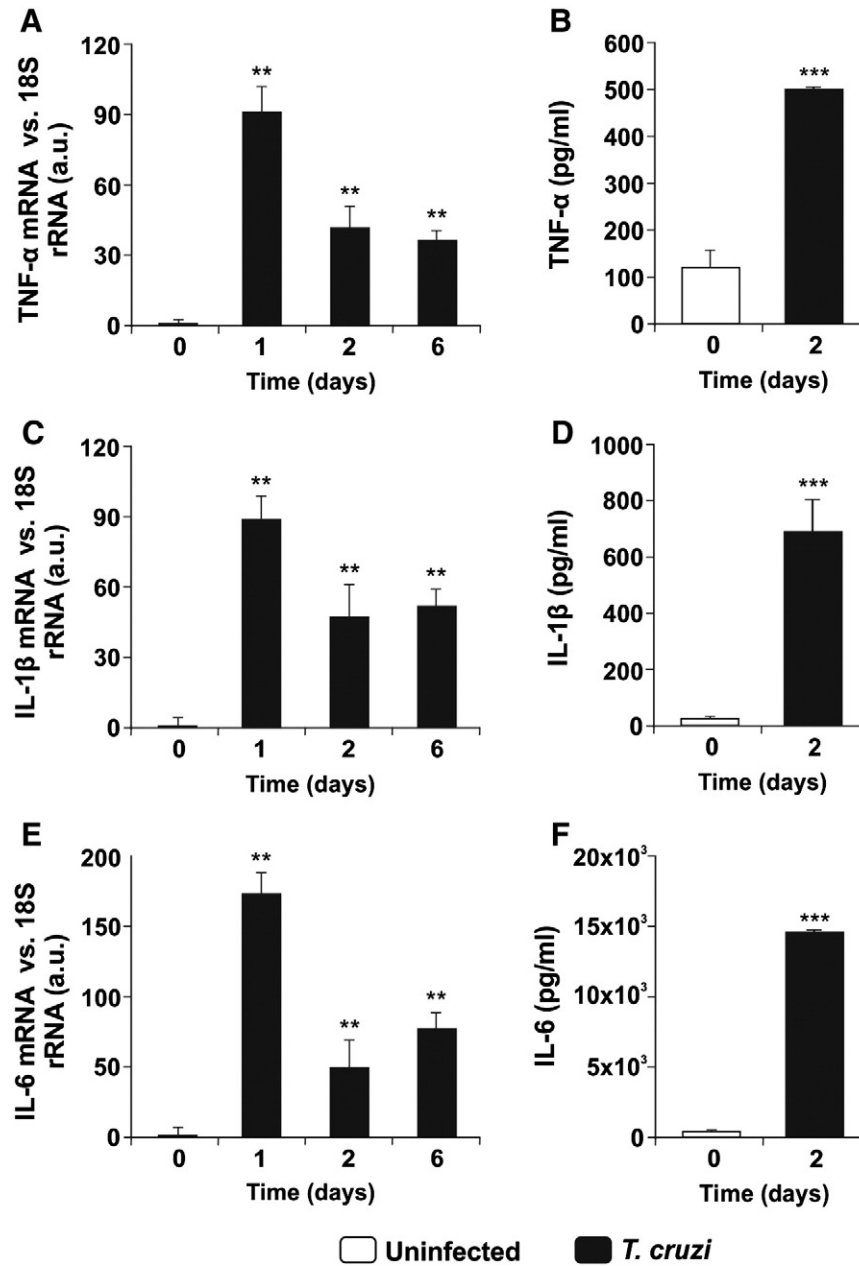 A
TNF-α mRNA vs. 18S
rRNA (a.u.)
120
90
60
30
0
**
**
**
0 1 2 6
Time (days)
B
TNF-α (pg/ml)
600
500
400
300
200
100
0
***
0 2
Time (days)
C
IL-1β mRNA vs. 18S
rRNA (a.u.)
120
90
60
30
0
**
**
**
0 1 2 6
Time (days)
D
IL-1β (pg/ml)
1000
800
600
400
200
0
***
0 2
Time (days)
E
IL-6 mRNA vs. 18S
rRNA (a.u.)
200
150
100
50
0
**
**
**
0 1 2 6
Time (days)
F
IL-6 (pg/ml)
20x10³
15x10³
10x10³
5x10³
0
***
0 2
Time (days)
Uninfected T. cruzi